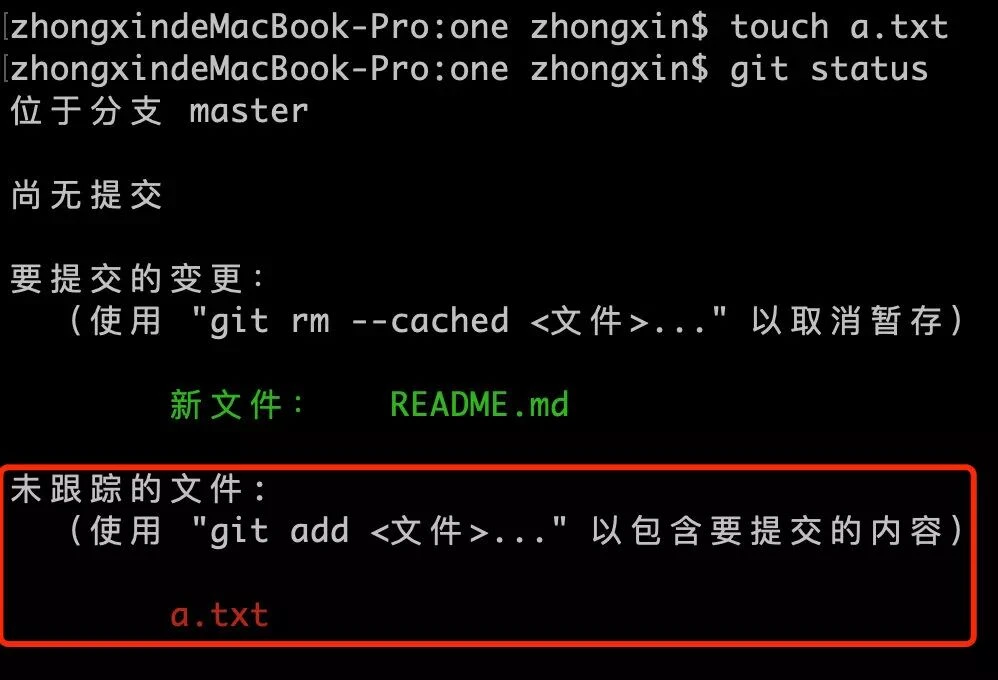 zhongxindeMacBook-Pro:one zhongxin$ touch a.txt
zhongxindeMacBook-Pro:one zhongxin$ git status
位于分支 master
尚无提交
要提交的变更：
（使用 "git rm --cached <文件>..." 以取消暂存）
新文件： README.md
未跟踪的文件:
（使用 "git add <文件>..." 以包含要提交的内容）
a.txt